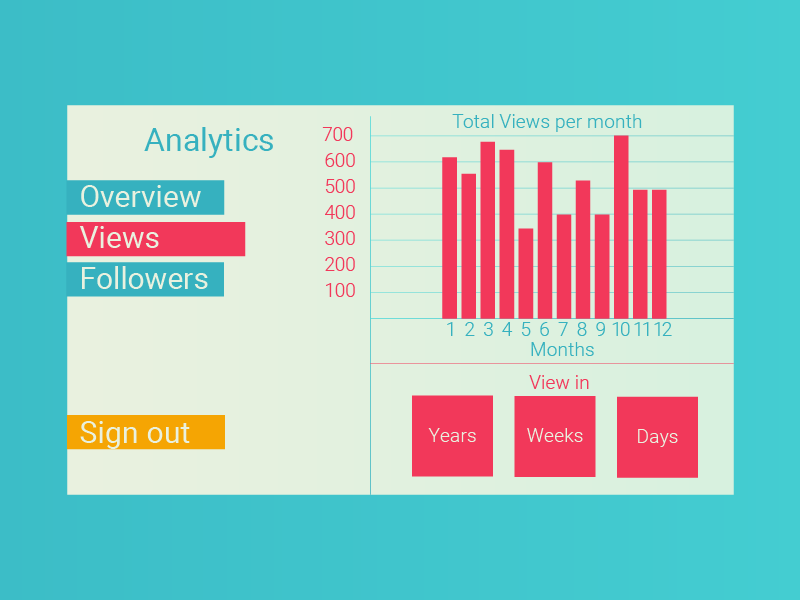 Analytics
Overview
Views
Followers
Sign out
Total Views per month
700
600
500
400
300
200
100
1 2 3 4 5 6 7 8 9 10 11 12
Months
View in
Years Weeks Days